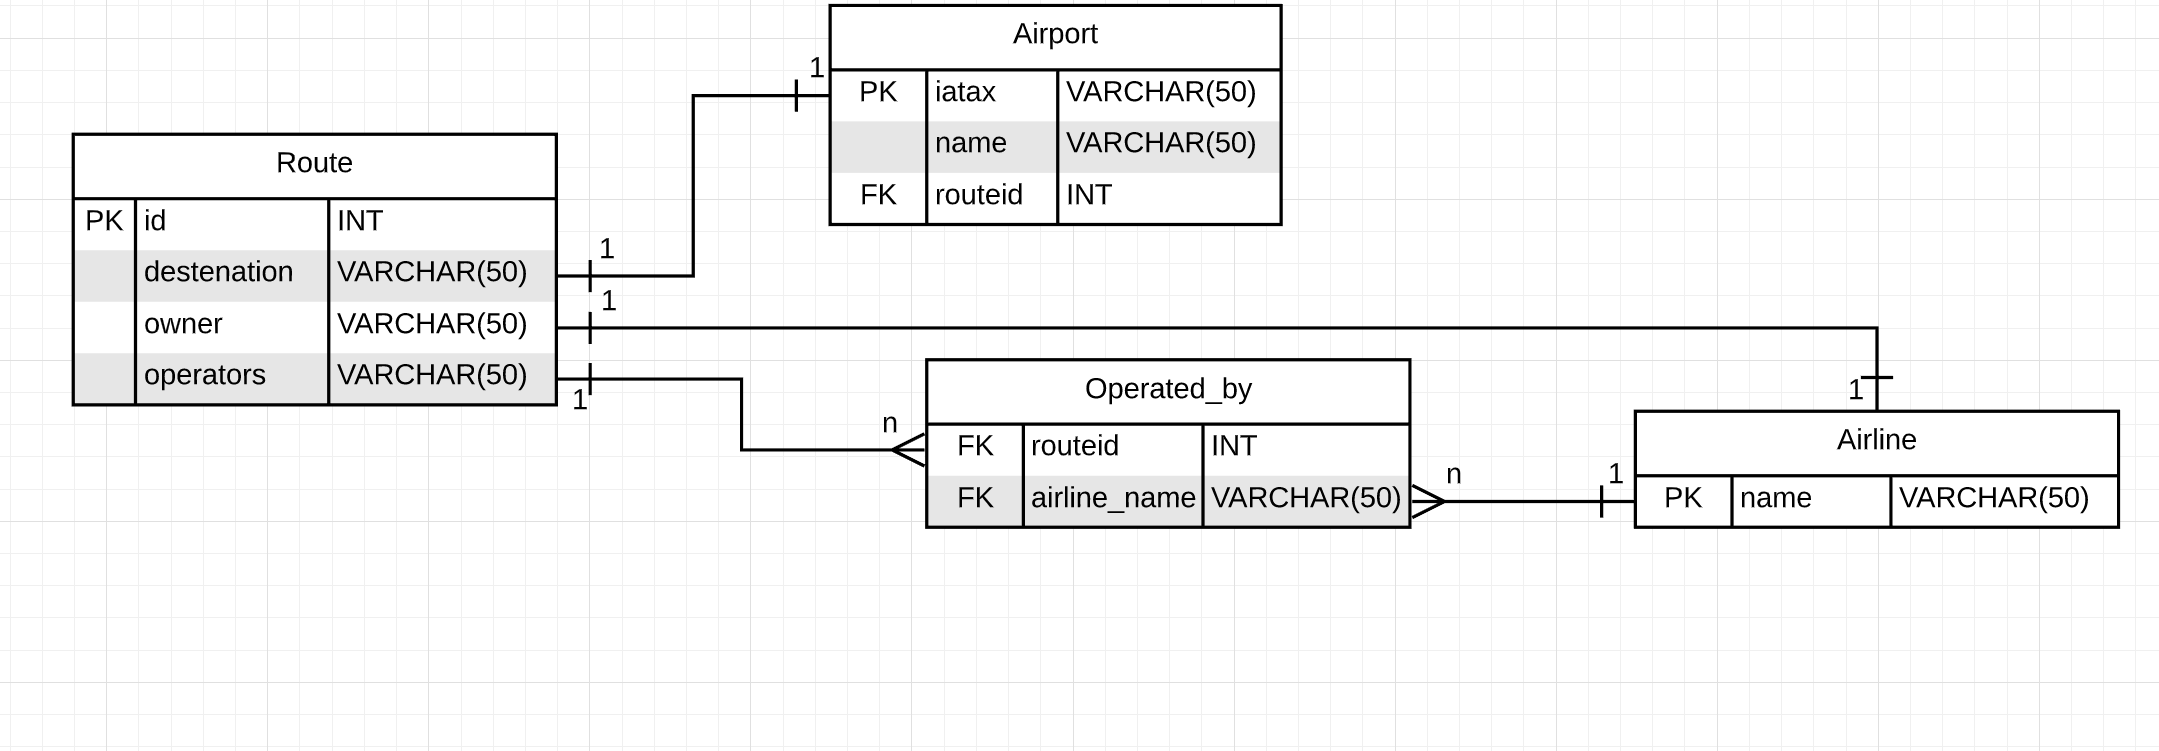 Airport
1
PK iatax VARCHAR(50)
name VARCHAR(50)
FK routeid INT
Route
PK id INT
destenation VARCHAR(50)
owner VARCHAR(50)
operators VARCHAR(50)
1
1
1
Operated_by
n
FK routeid INT
FK airline_name VARCHAR(50)
n
1
1
Airline
PK name VARCHAR(50)